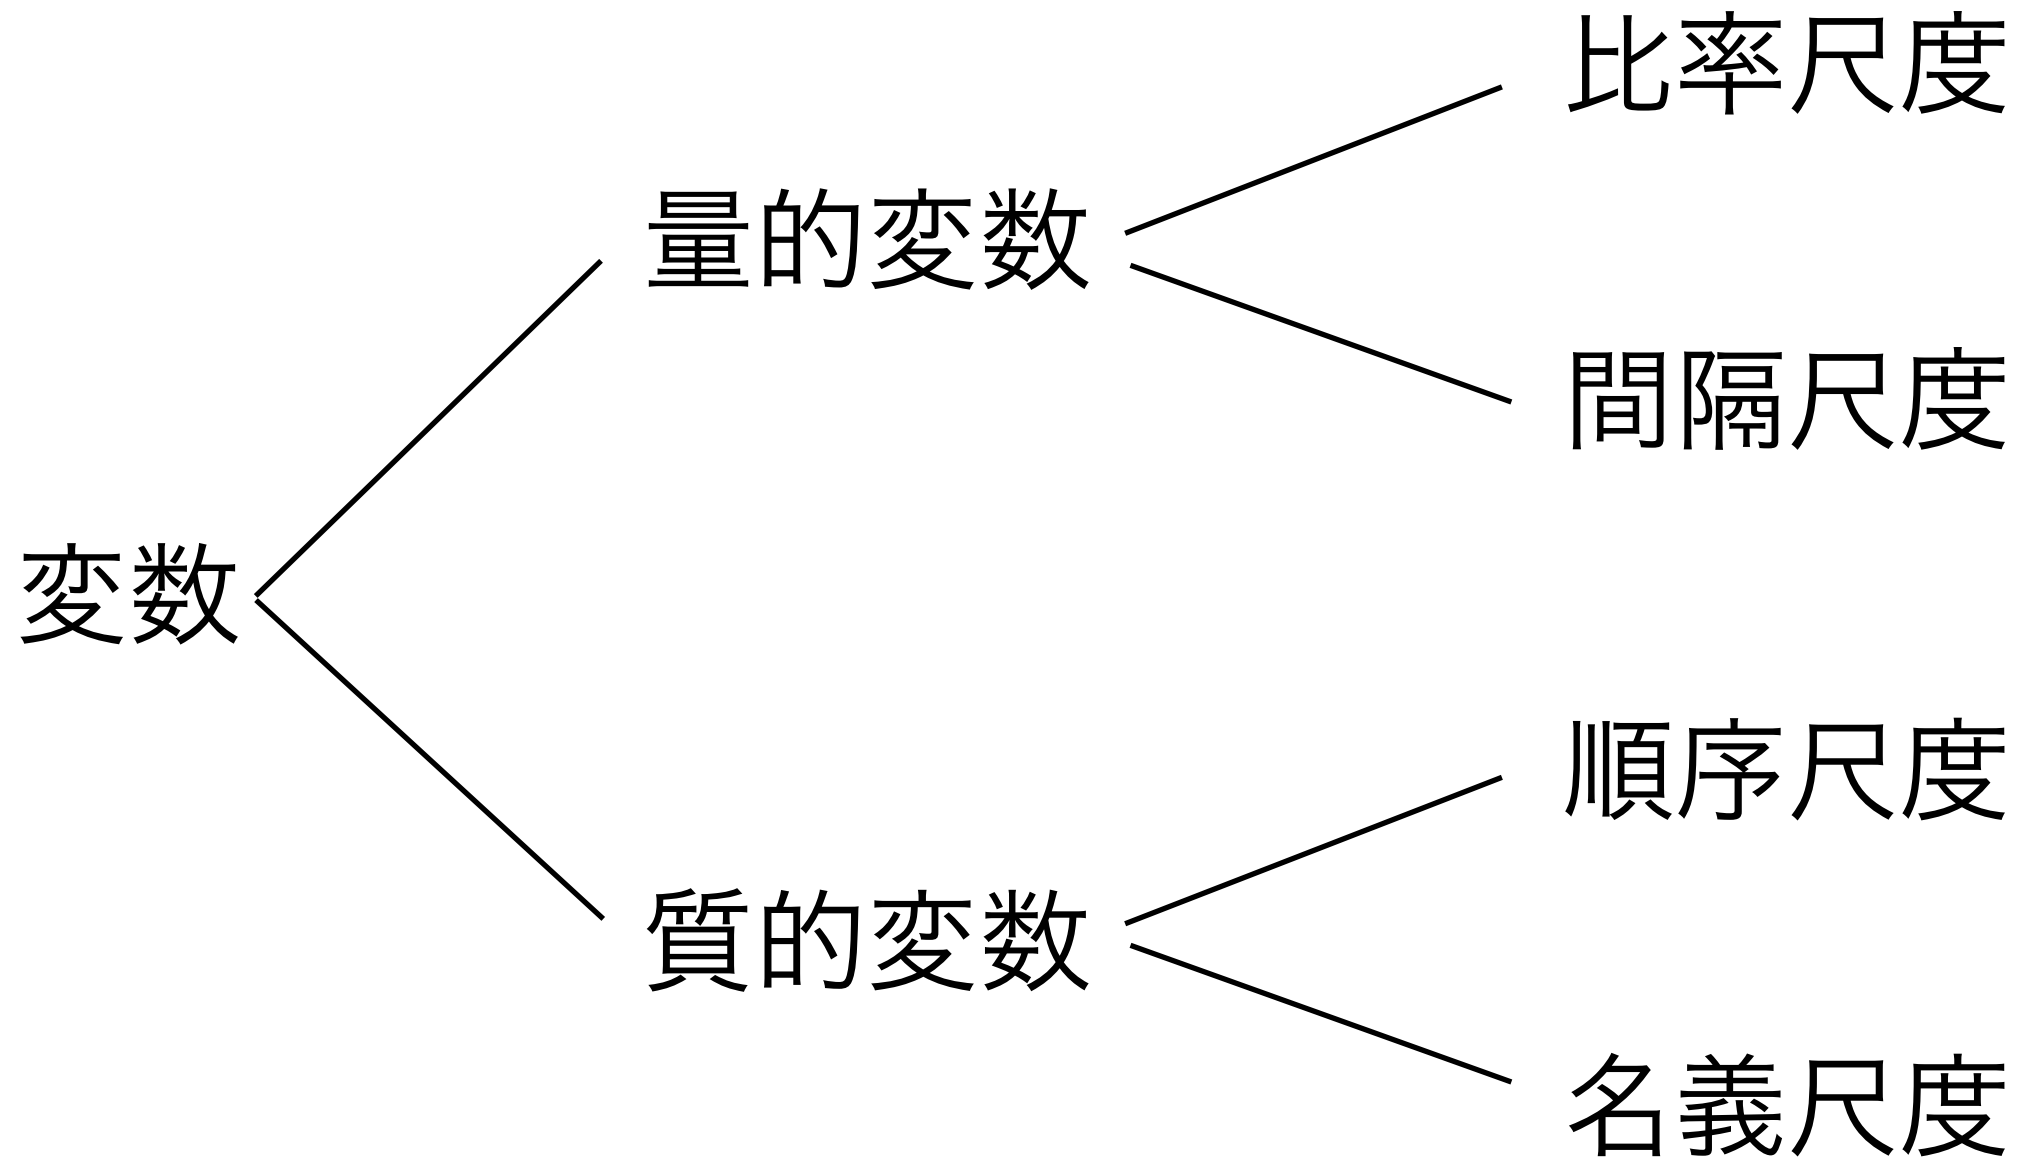 比率尺度
量的変数
間隔尺度
変数
順序尺度
質的変数
名義尺度